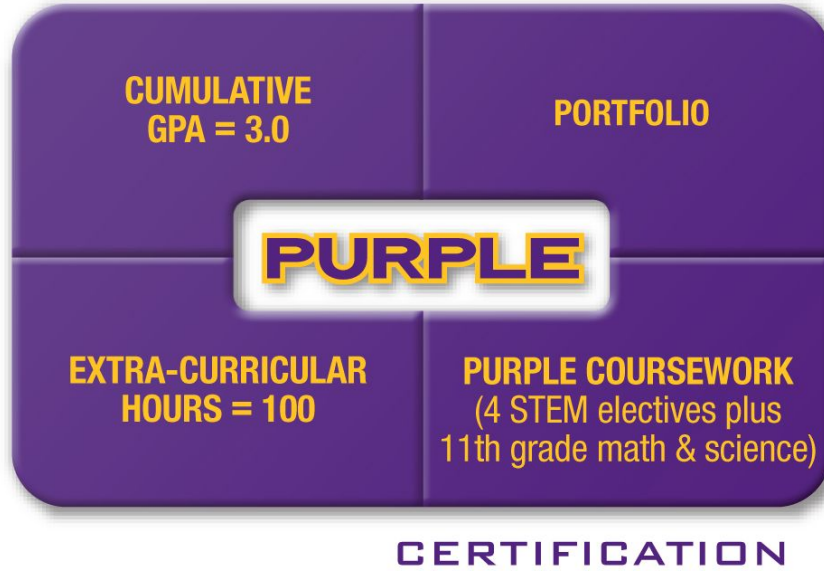 CUMULATIVE
GPA = 3.0
PORTFOLIO
PURPLE
EXTRA-CURRICULAR
HOURS = 100
PURPLE COURSEWORK
(4 STEM electives plus
11th grade math & science)
CERTIFICATION